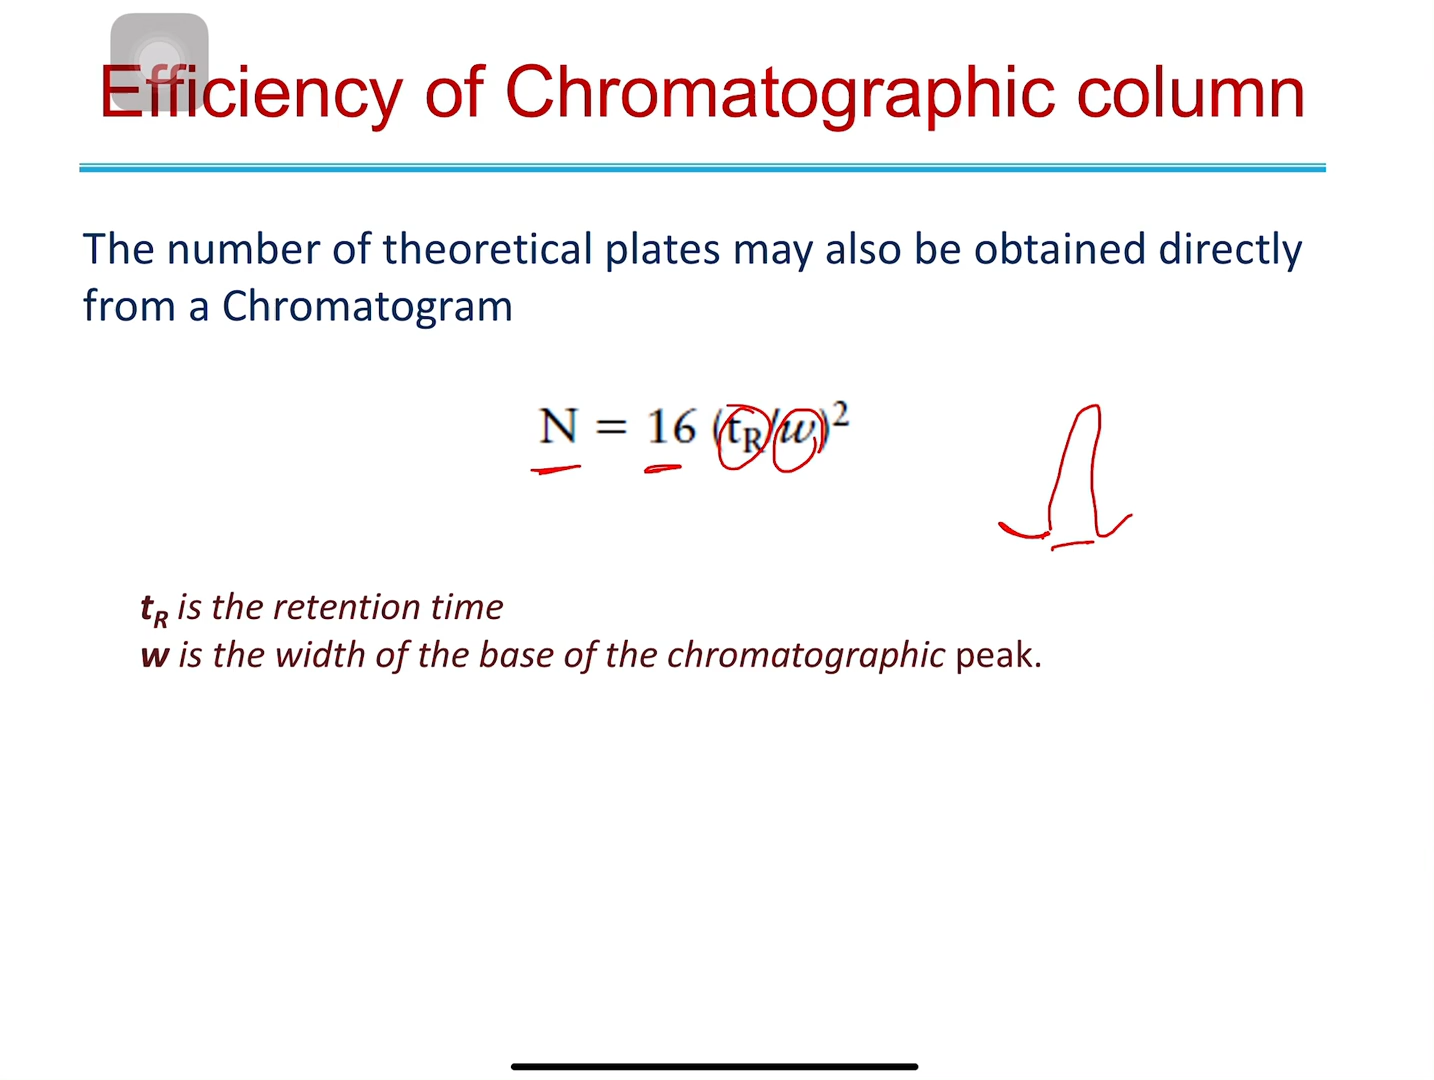 Efficiency of Chromatographic column
The number of theoretical plates may also be obtained directly
from a Chromatogram
N = 16 (tR/w)²
tR is the retention time
w is the width of the base of the chromatographic peak.